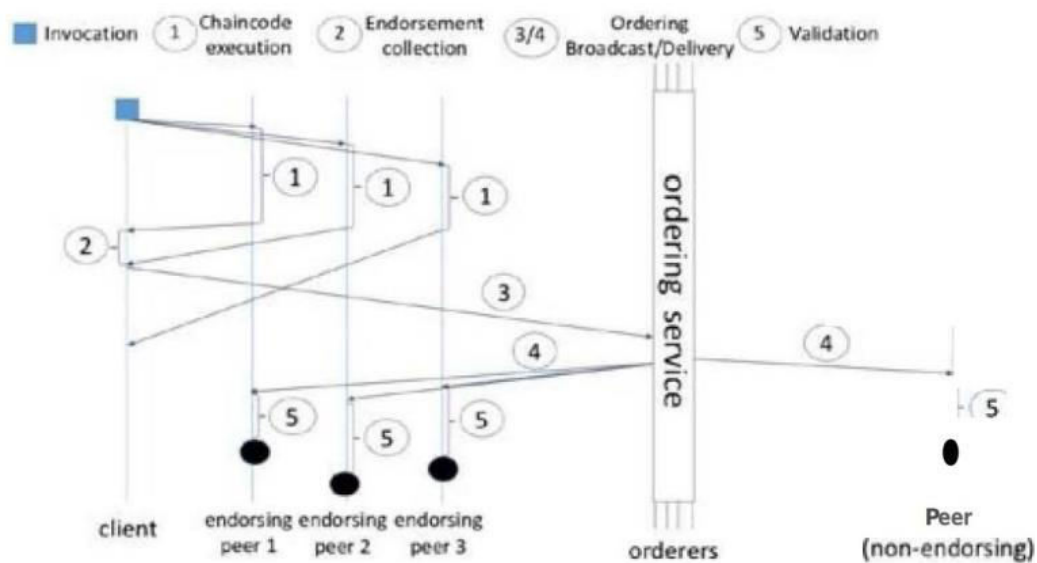 Invocation
1 Chaincode execution
2 Endorsement collection
3/4 Ordering Broadcast/Delivery
5 Validation
1
1
1
2
3
4
4
5
5
5
5
ordering service
client
endorsing peer 1
endorsing peer 2
endorsing peer 3
orderers
Peer
(non-endorsing)